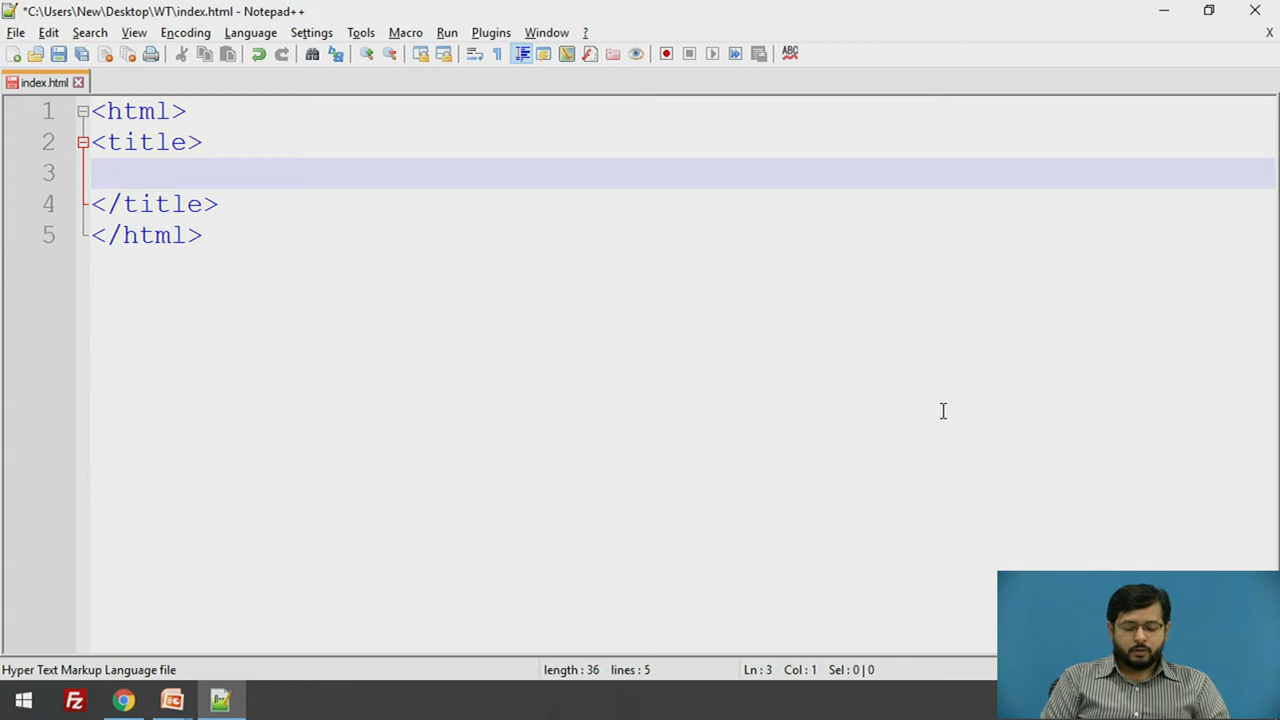 *C:\Users\New\Desktop\WT\index.html - Notepad++
File Edit Search View Encoding Language Settings Tools Macro Run Plugins Window ? X
index.html
1 <html>
2 <title>
3
4 </title>
5 </html>
Hyper Text Markup Language file length : 36 lines : 5 Ln : 3 Col : 1 Sel : 0 | 0